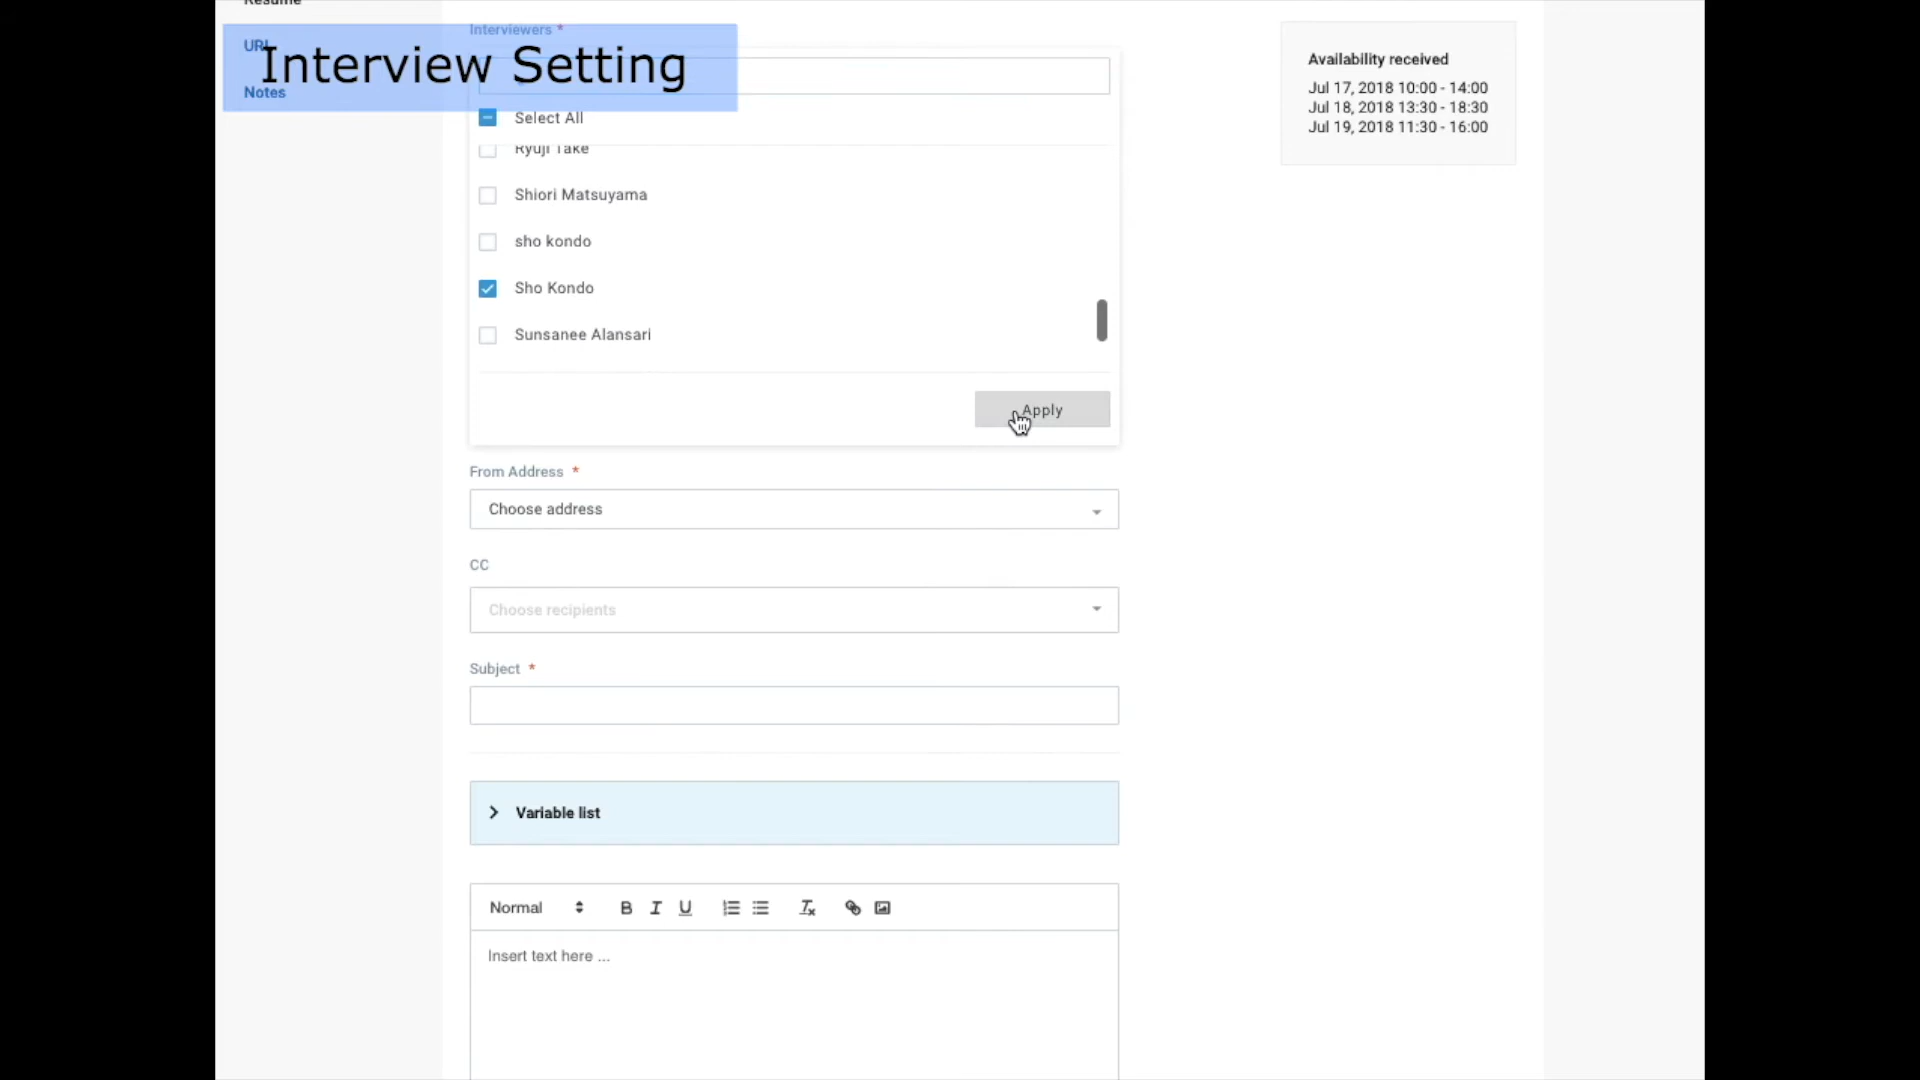 Resume
URL
Notes
Interview Setting
Interviewers *
Select All
Ryuji Take
Shiori Matsuyama
sho kondo
Sho Kondo
Sunsanee Alansari
Apply
From Address *
Choose address
CC
Choose recipients
Subject *
Variable list
Normal
B I U
Insert text here ...
Availability received
Jul 17, 2018 10:00 - 14:00
Jul 18, 2018 13:30 - 18:30
Jul 19, 2018 11:30 - 16:00